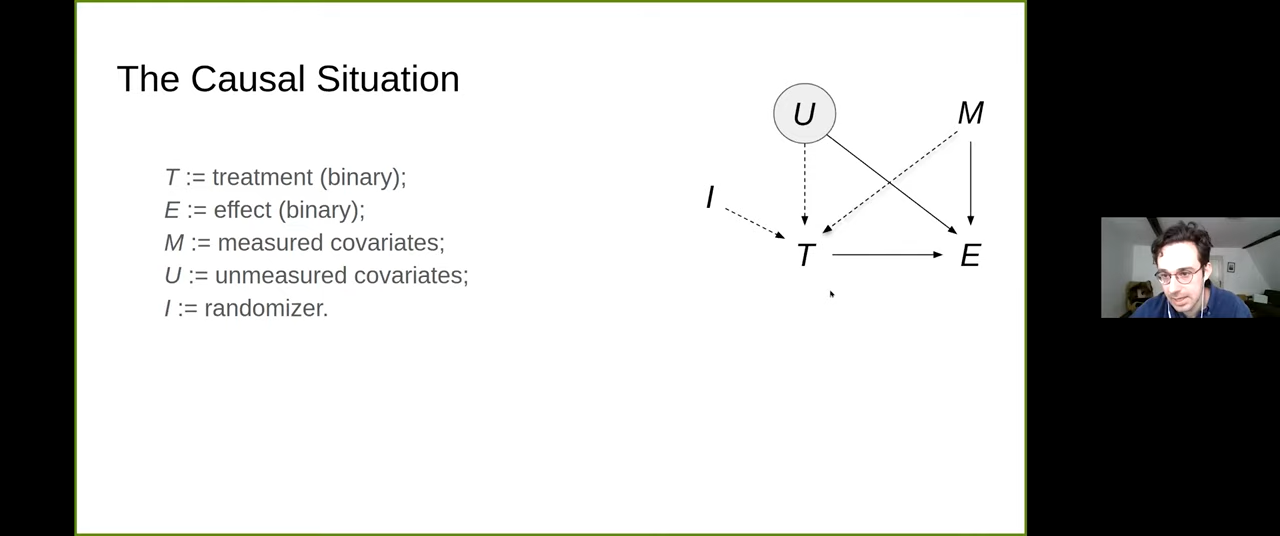 The Causal Situation
T := treatment (binary);
E := effect (binary);
M := measured covariates;
U := unmeasured covariates;
I := randomizer.
U
M
I
T
E